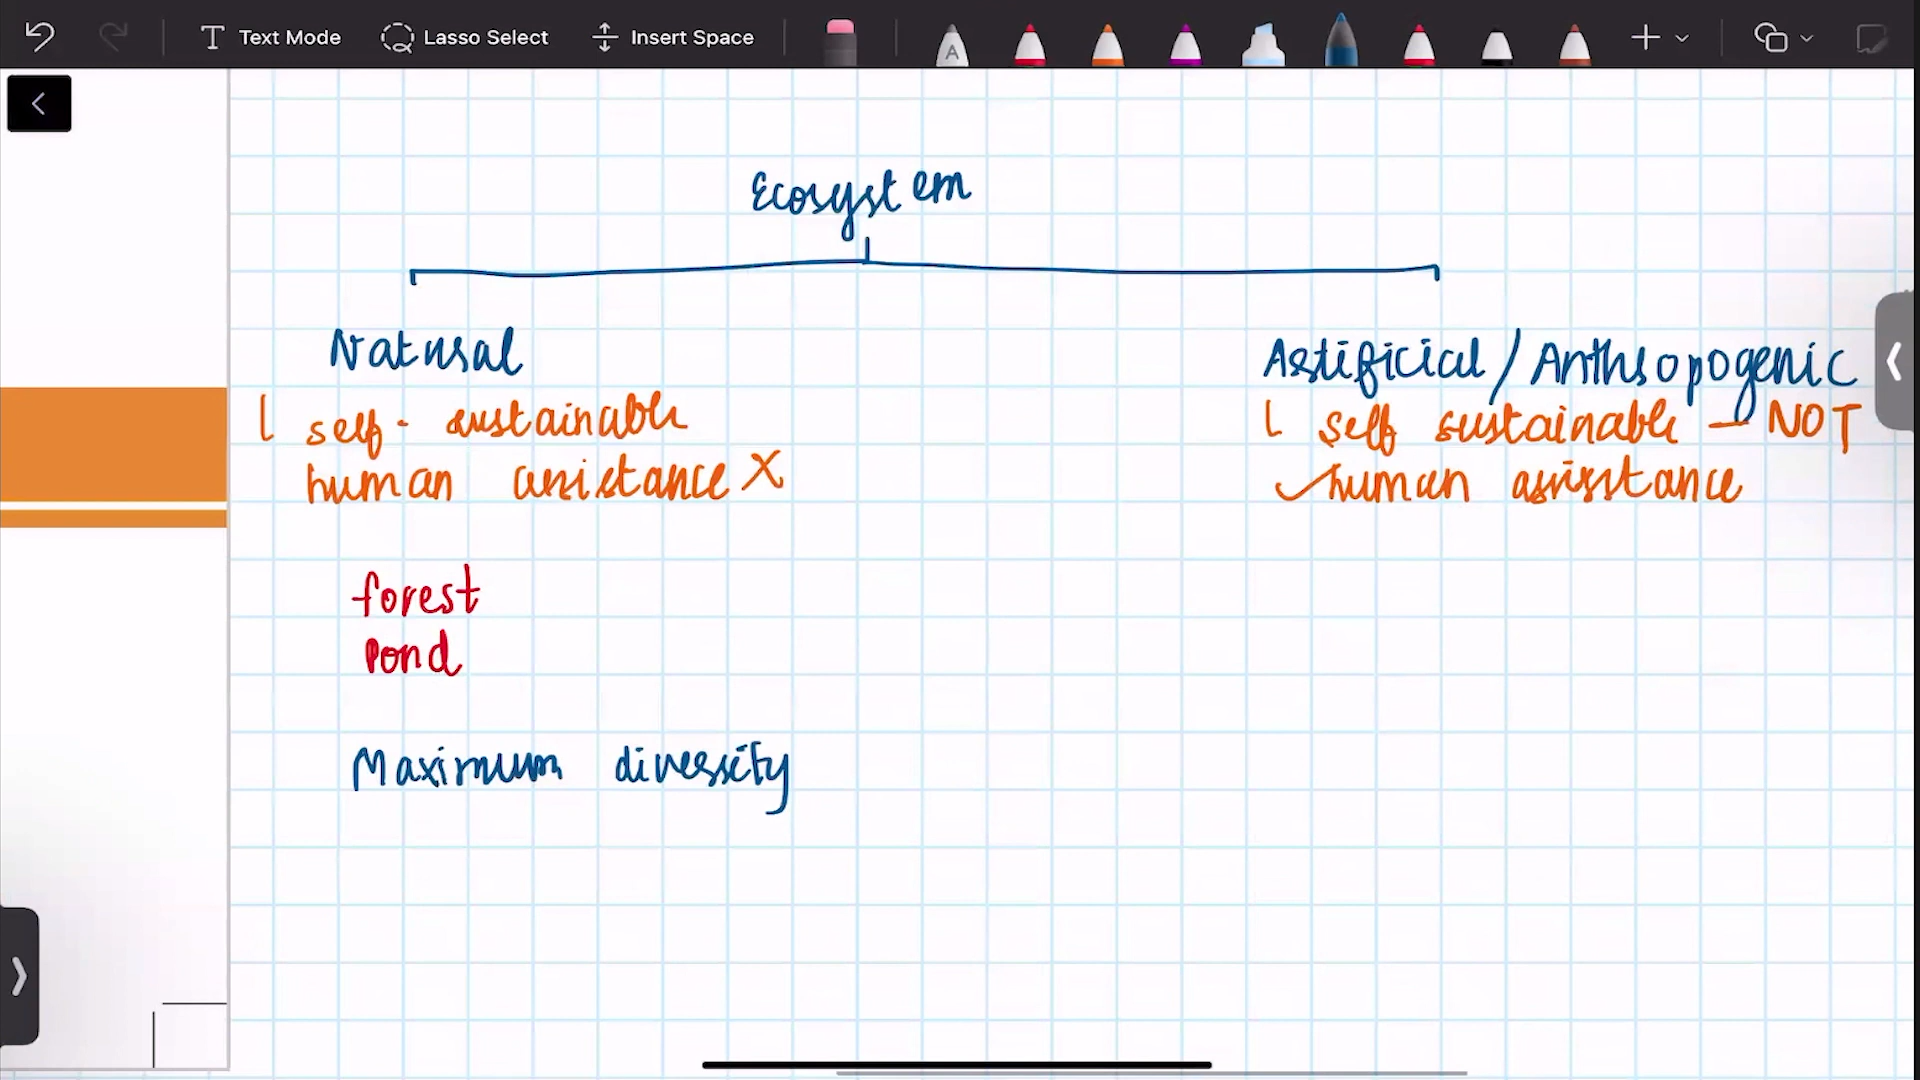 Text Mode Lasso Select Insert Space
A
Ecosystem
Natural Artificial / Anthropogenic
self-sustainable self sustainable - NOT
human assistance X ✓human assistance
forest
Pond
Maximum diversity